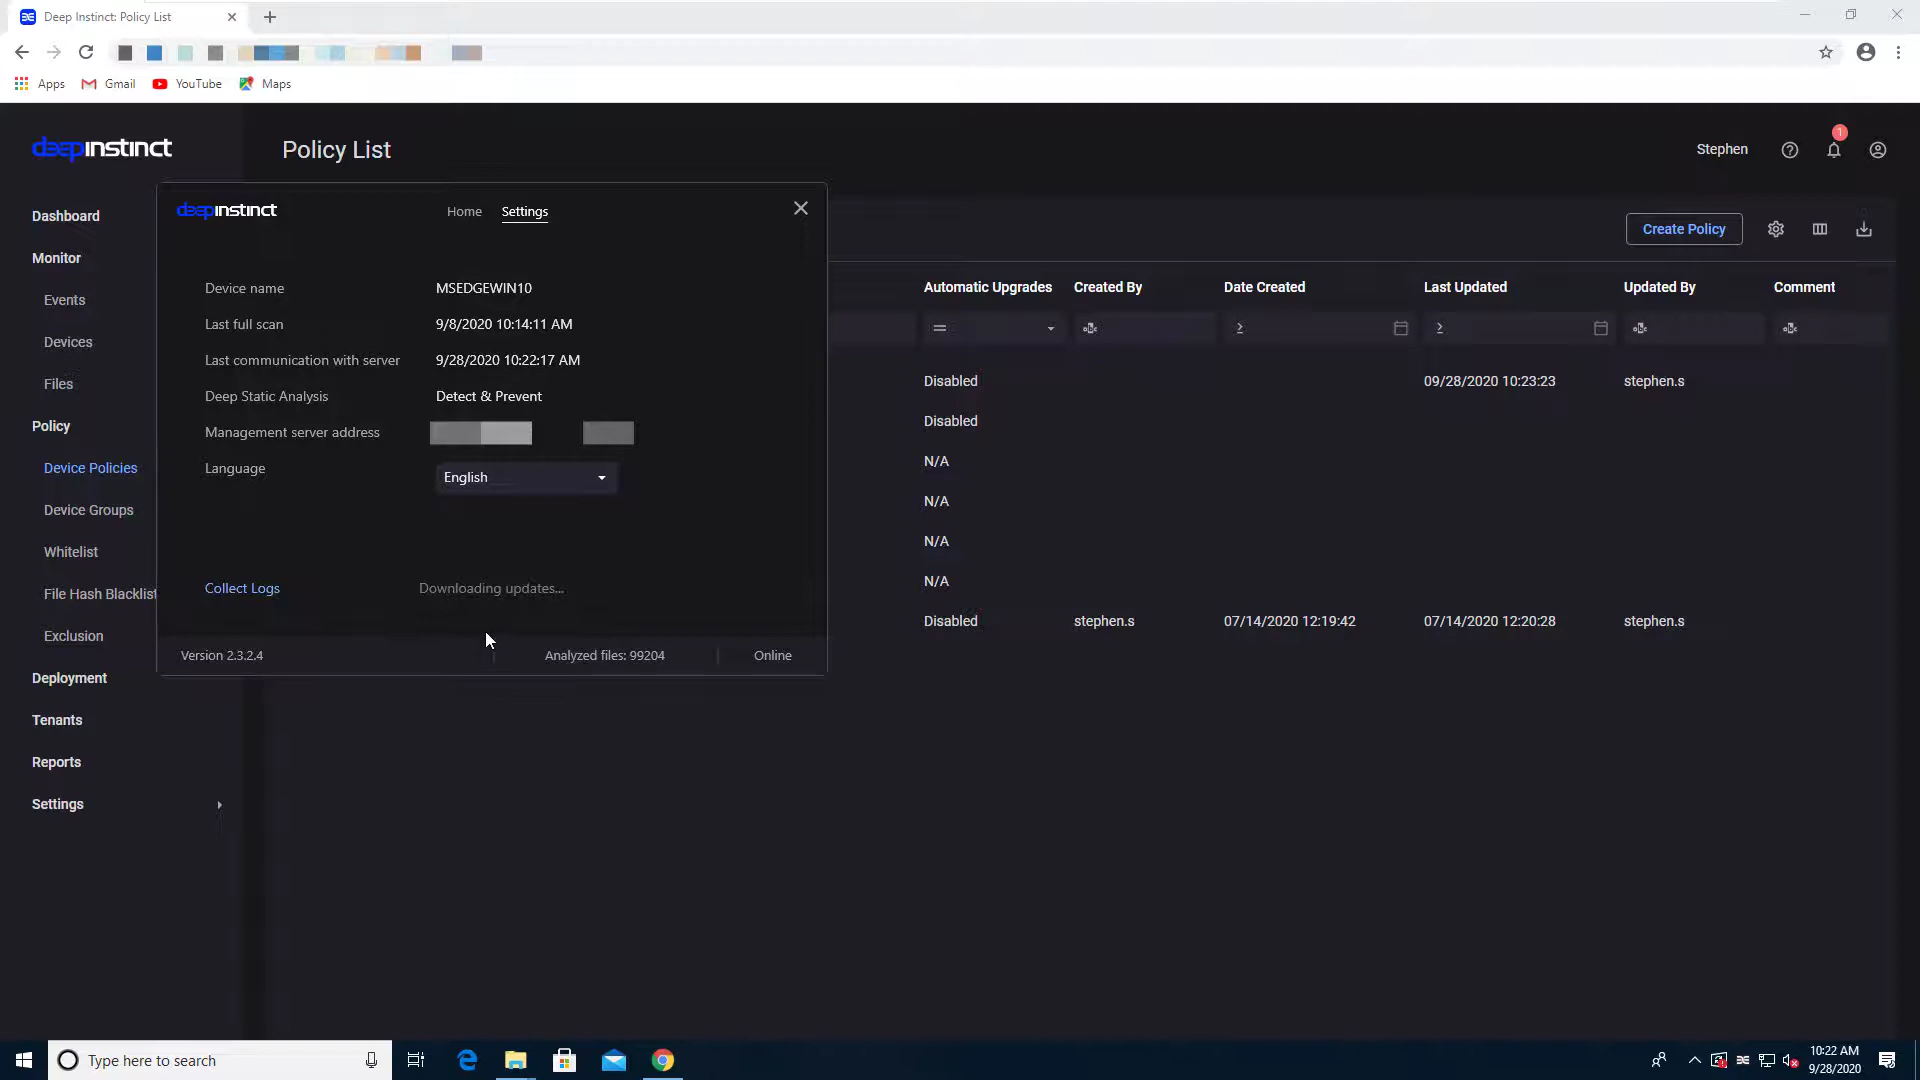 Deep Instinct: Policy List
Apps
Gmail
YouTube
Maps
deepinstinct
Policy List
Stephen
1
Dashboard
Monitor
Events
Devices
Files
Policy
Device Policies
Device Groups
Whitelist
File Hash Blacklist
Exclusion
Deployment
Tenants
Reports
Settings
deepinstinct
Home
Settings
Device name
MSEDGEWIN10
Last full scan
9/8/2020 10:14:11 AM
Last communication with server
9/28/2020 10:22:17 AM
Deep Static Analysis
Detect & Prevent
Management server address
Language
English
Collect Logs
Downloading updates...
Version 2.3.2.4
Analyzed files: 99204
Online
Create Policy
Automatic Upgrades Created By Date Created Last Updated Updated By Comment
Disabled 09/28/2020 10:23:23 stephen.s
Disabled
N/A
N/A
N/A
N/A
Disabled stephen.s 07/14/2020 12:19:42 07/14/2020 12:20:28 stephen.s
Type here to search
10:22 AM
9/28/2020